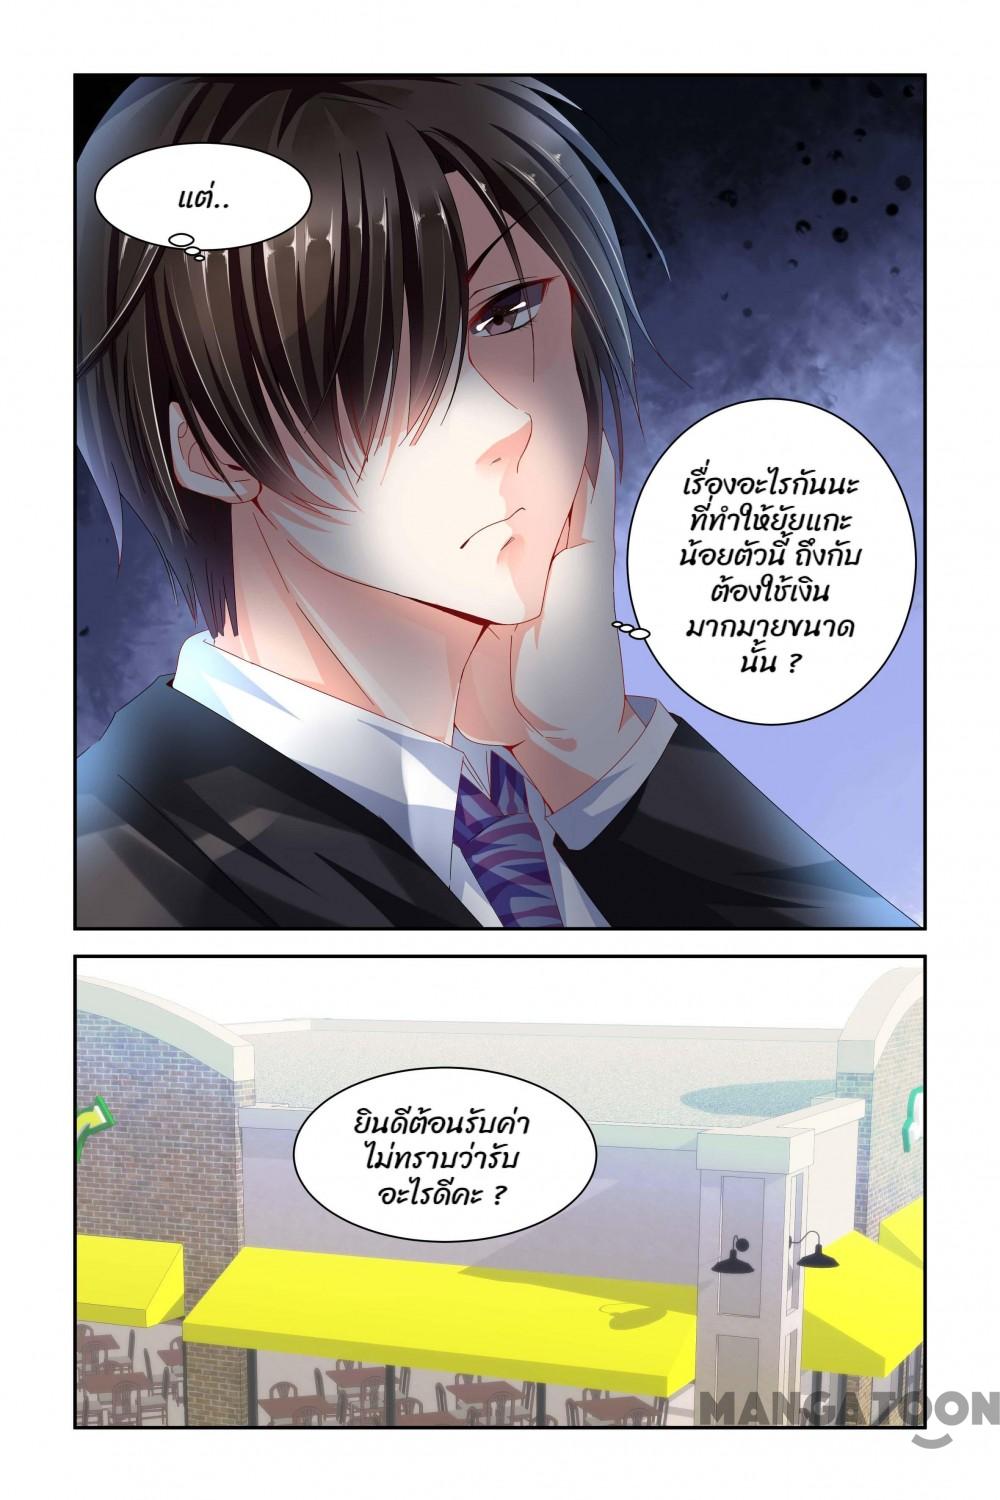 แต่..
เรื่องอะไรกันนะ
ที่ทำให้ยัยแกะ
น้อยตัวนี้ ถึงกับ
ต้องใช้เงิน
มากมายขนาด
นั้น ?
ยินดีต้อนรับค่า
ไม่ทราบว่ารับ
อะไรดีคะ ?
MANGATOON